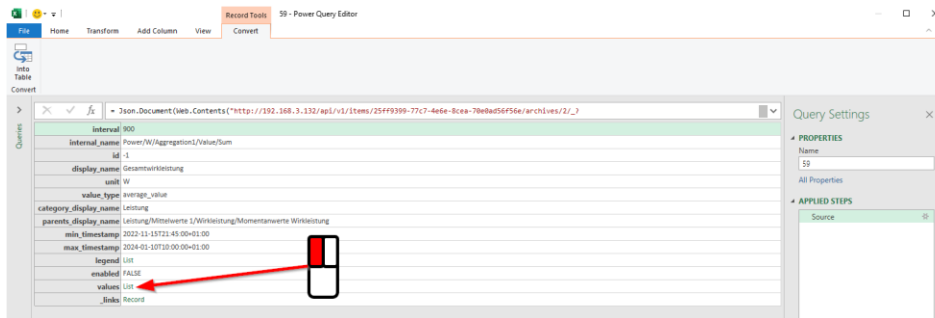 Record Tools
59 - Power Query Editor
File Home Transform Add Column View Convert
Into
Table
Convert
Queries
fx = Json.Document(Web.Contents("http://192.168.3.132/api/v1/items/25ff9399-77c7-4e6e-8cea-70e0ad56f56e/archives/2/_)
interval 900
internal_name Power/W/Aggregation1/Value/Sum
id -1
display_name Gesamtwirkleistung
unit W
value_type average_value
category_display_name Leistung
parents_display_name Leistung/Mittelwerte 1/Wirkleistung/Momentanwerte Wirkleistung
min_timestamp 2022-11-15T21:45:00+01:00
max_timestamp 2024-01-10T10:00:00+01:00
legend List
enabled FALSE
values List
_links Record
Query Settings
PROPERTIES
Name
59
All Properties
APPLIED STEPS
Source